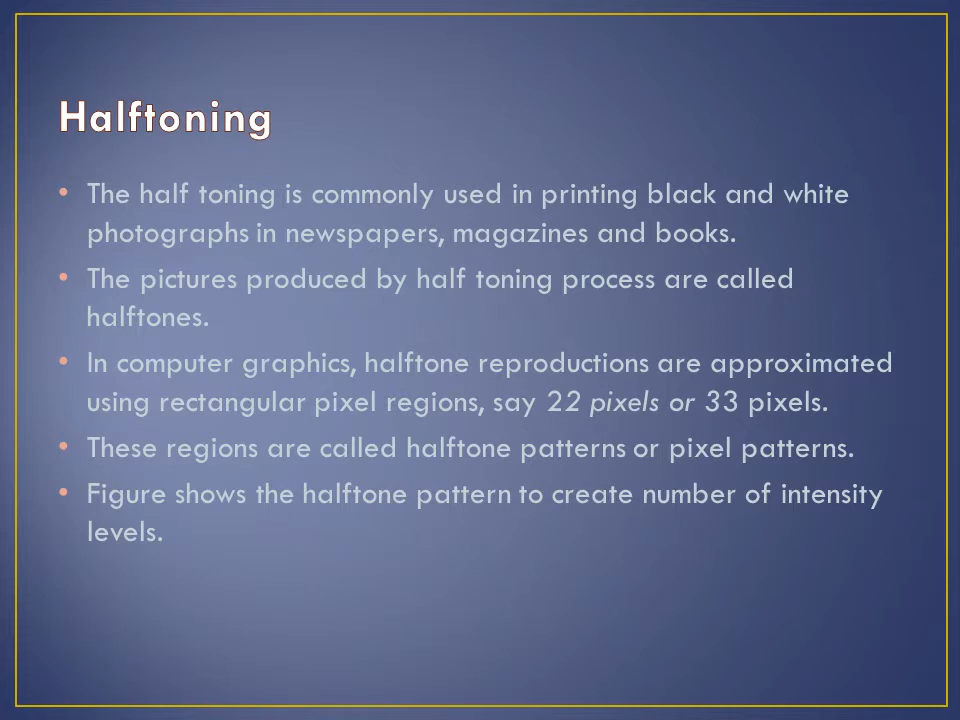 Halftoning
• The half toning is commonly used in printing black and white
photographs in newspapers, magazines and books.
• The pictures produced by half toning process are called
halftones.
• In computer graphics, halftone reproductions are approximated
using rectangular pixel regions, say 22 pixels or 33 pixels.
• These regions are called halftone patterns or pixel patterns.
• Figure shows the halftone pattern to create number of intensity
levels.